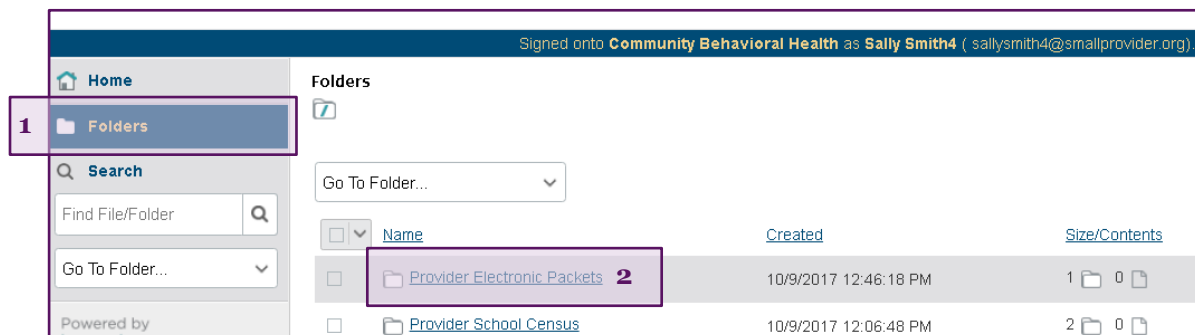 Signed onto Community Behavioral Health as Sally Smith4 ( sallysmith4@smallprovider.org).
Home
1 Folders
Search
Find File/Folder
Go To Folder...
Powered by
Folders
Go To Folder...
Name Created Size/Contents
Provider Electronic Packets 2 10/9/2017 12:46:18 PM 1 0
Provider School Census 10/9/2017 12:06:48 PM 2 0